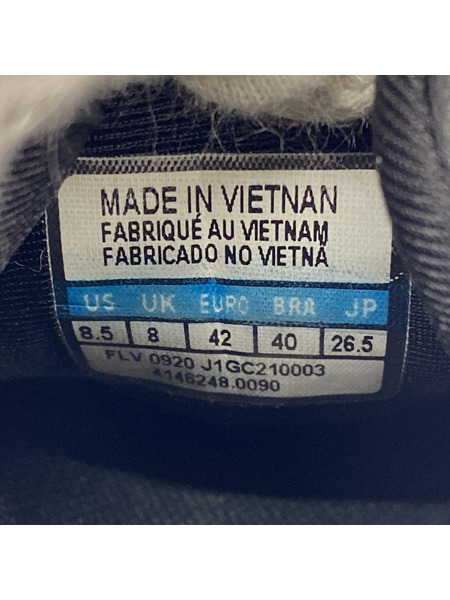 MADE IN VIETNAM
FABRIQUÉ AU VIETNAM
FABRICADO NO VIETNÃ
US UK EURO BRA JP
8.5 8 42 40 26.5
FLV 0920 J1GC210003
4146248.0090